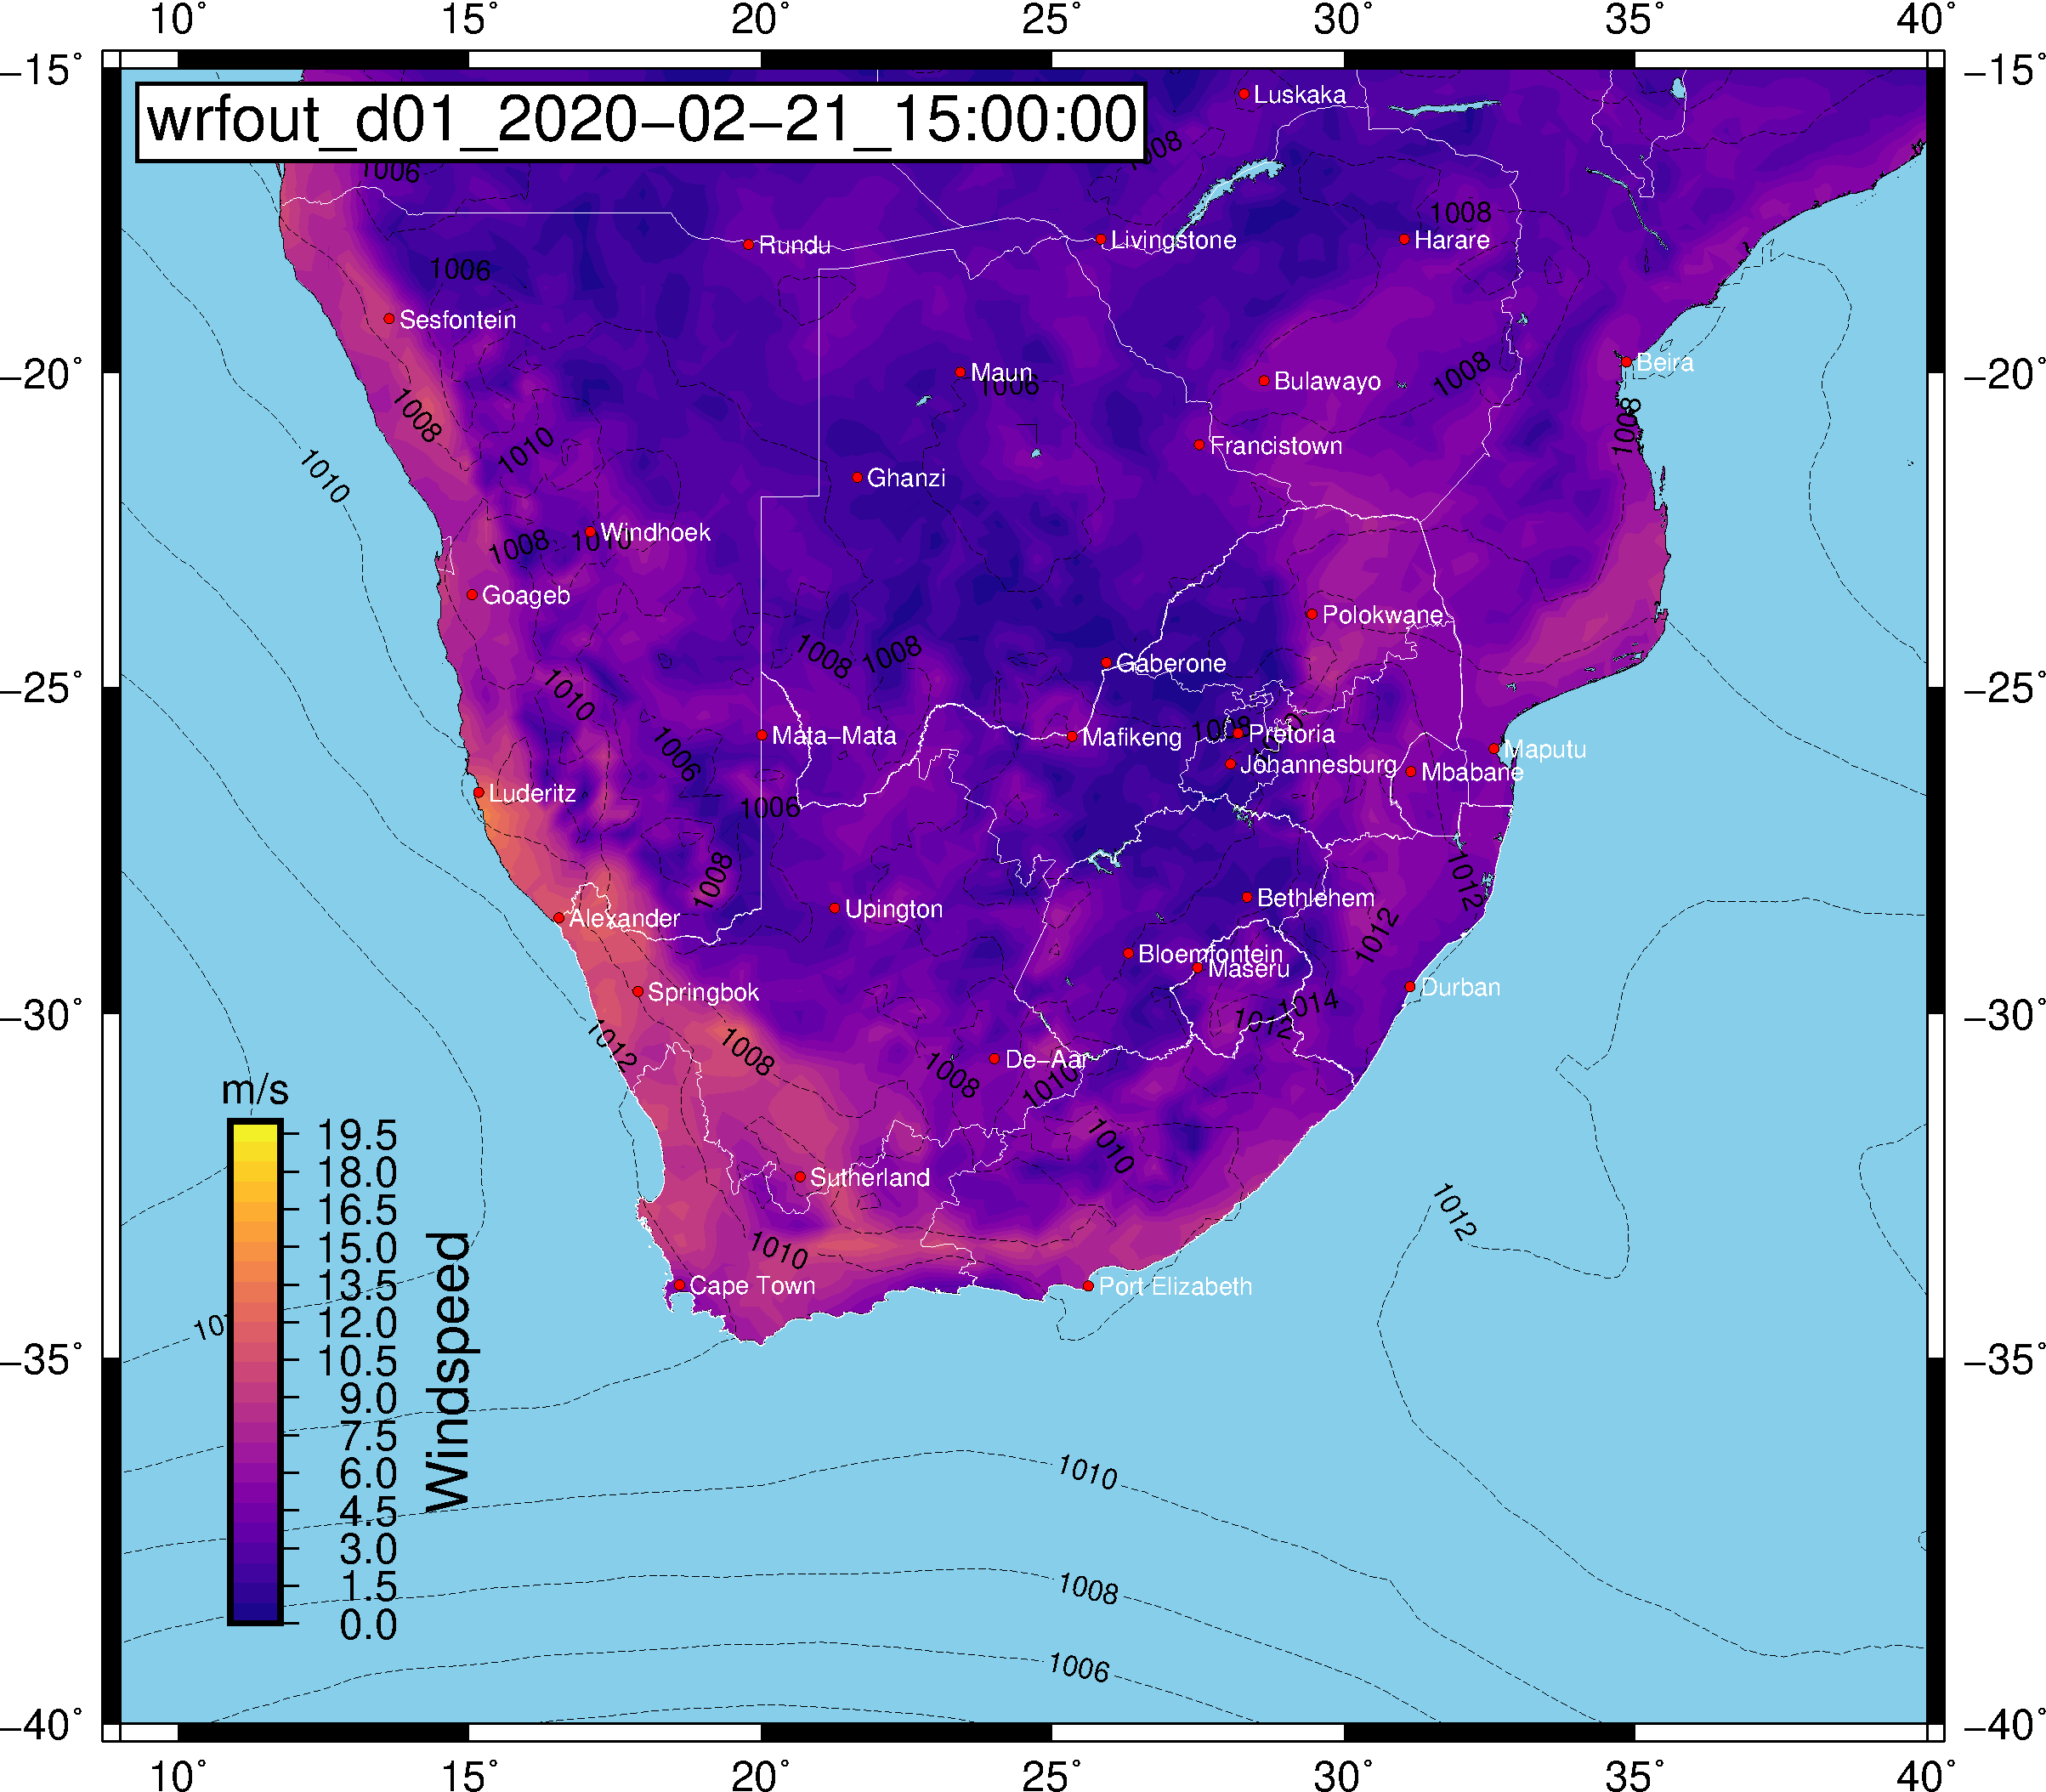 10° 15° 20° 25° 30° 35° 40°
−15° −15°
wrfout_d01_2020−02−21_15:00:00
Luskaka
1008
1006
1008
Rundu Livingstone Harare
1006
Sesfontein
Beira
−20° Maun −20°
1006
Bulawayo 1008
1008 1008
Francistown
1010 1010
Ghanzi
Windhoek
1008 1010
Goageb
Polokwane
1008 1008
Gaberone
−25° −25°
1010
1008 Pretoria
Mata−Mata Mafikeng
Maputu
1006
Johannesburg Mbabane
Luderitz
1006
1008 1012
Bethlehem
Alexander Upington
1012
Bloemfontein
Maseru
Springbok Durban
1014
−30° 1012 −30°
1012 1008
De−Aar
1008 1010
m/s
19.5 1010
18.0 Sutherland
16.5 1012
15.0 1010
13.5 Cape Town Port Elizabeth
12.0
10.5
−35° −35°
9.0
7.5
6.0 1010
4.5
3.0
1.5 1008
0.0
Windspeed
1006
−40° −40°
10° 15° 20° 25° 30° 35° 40°